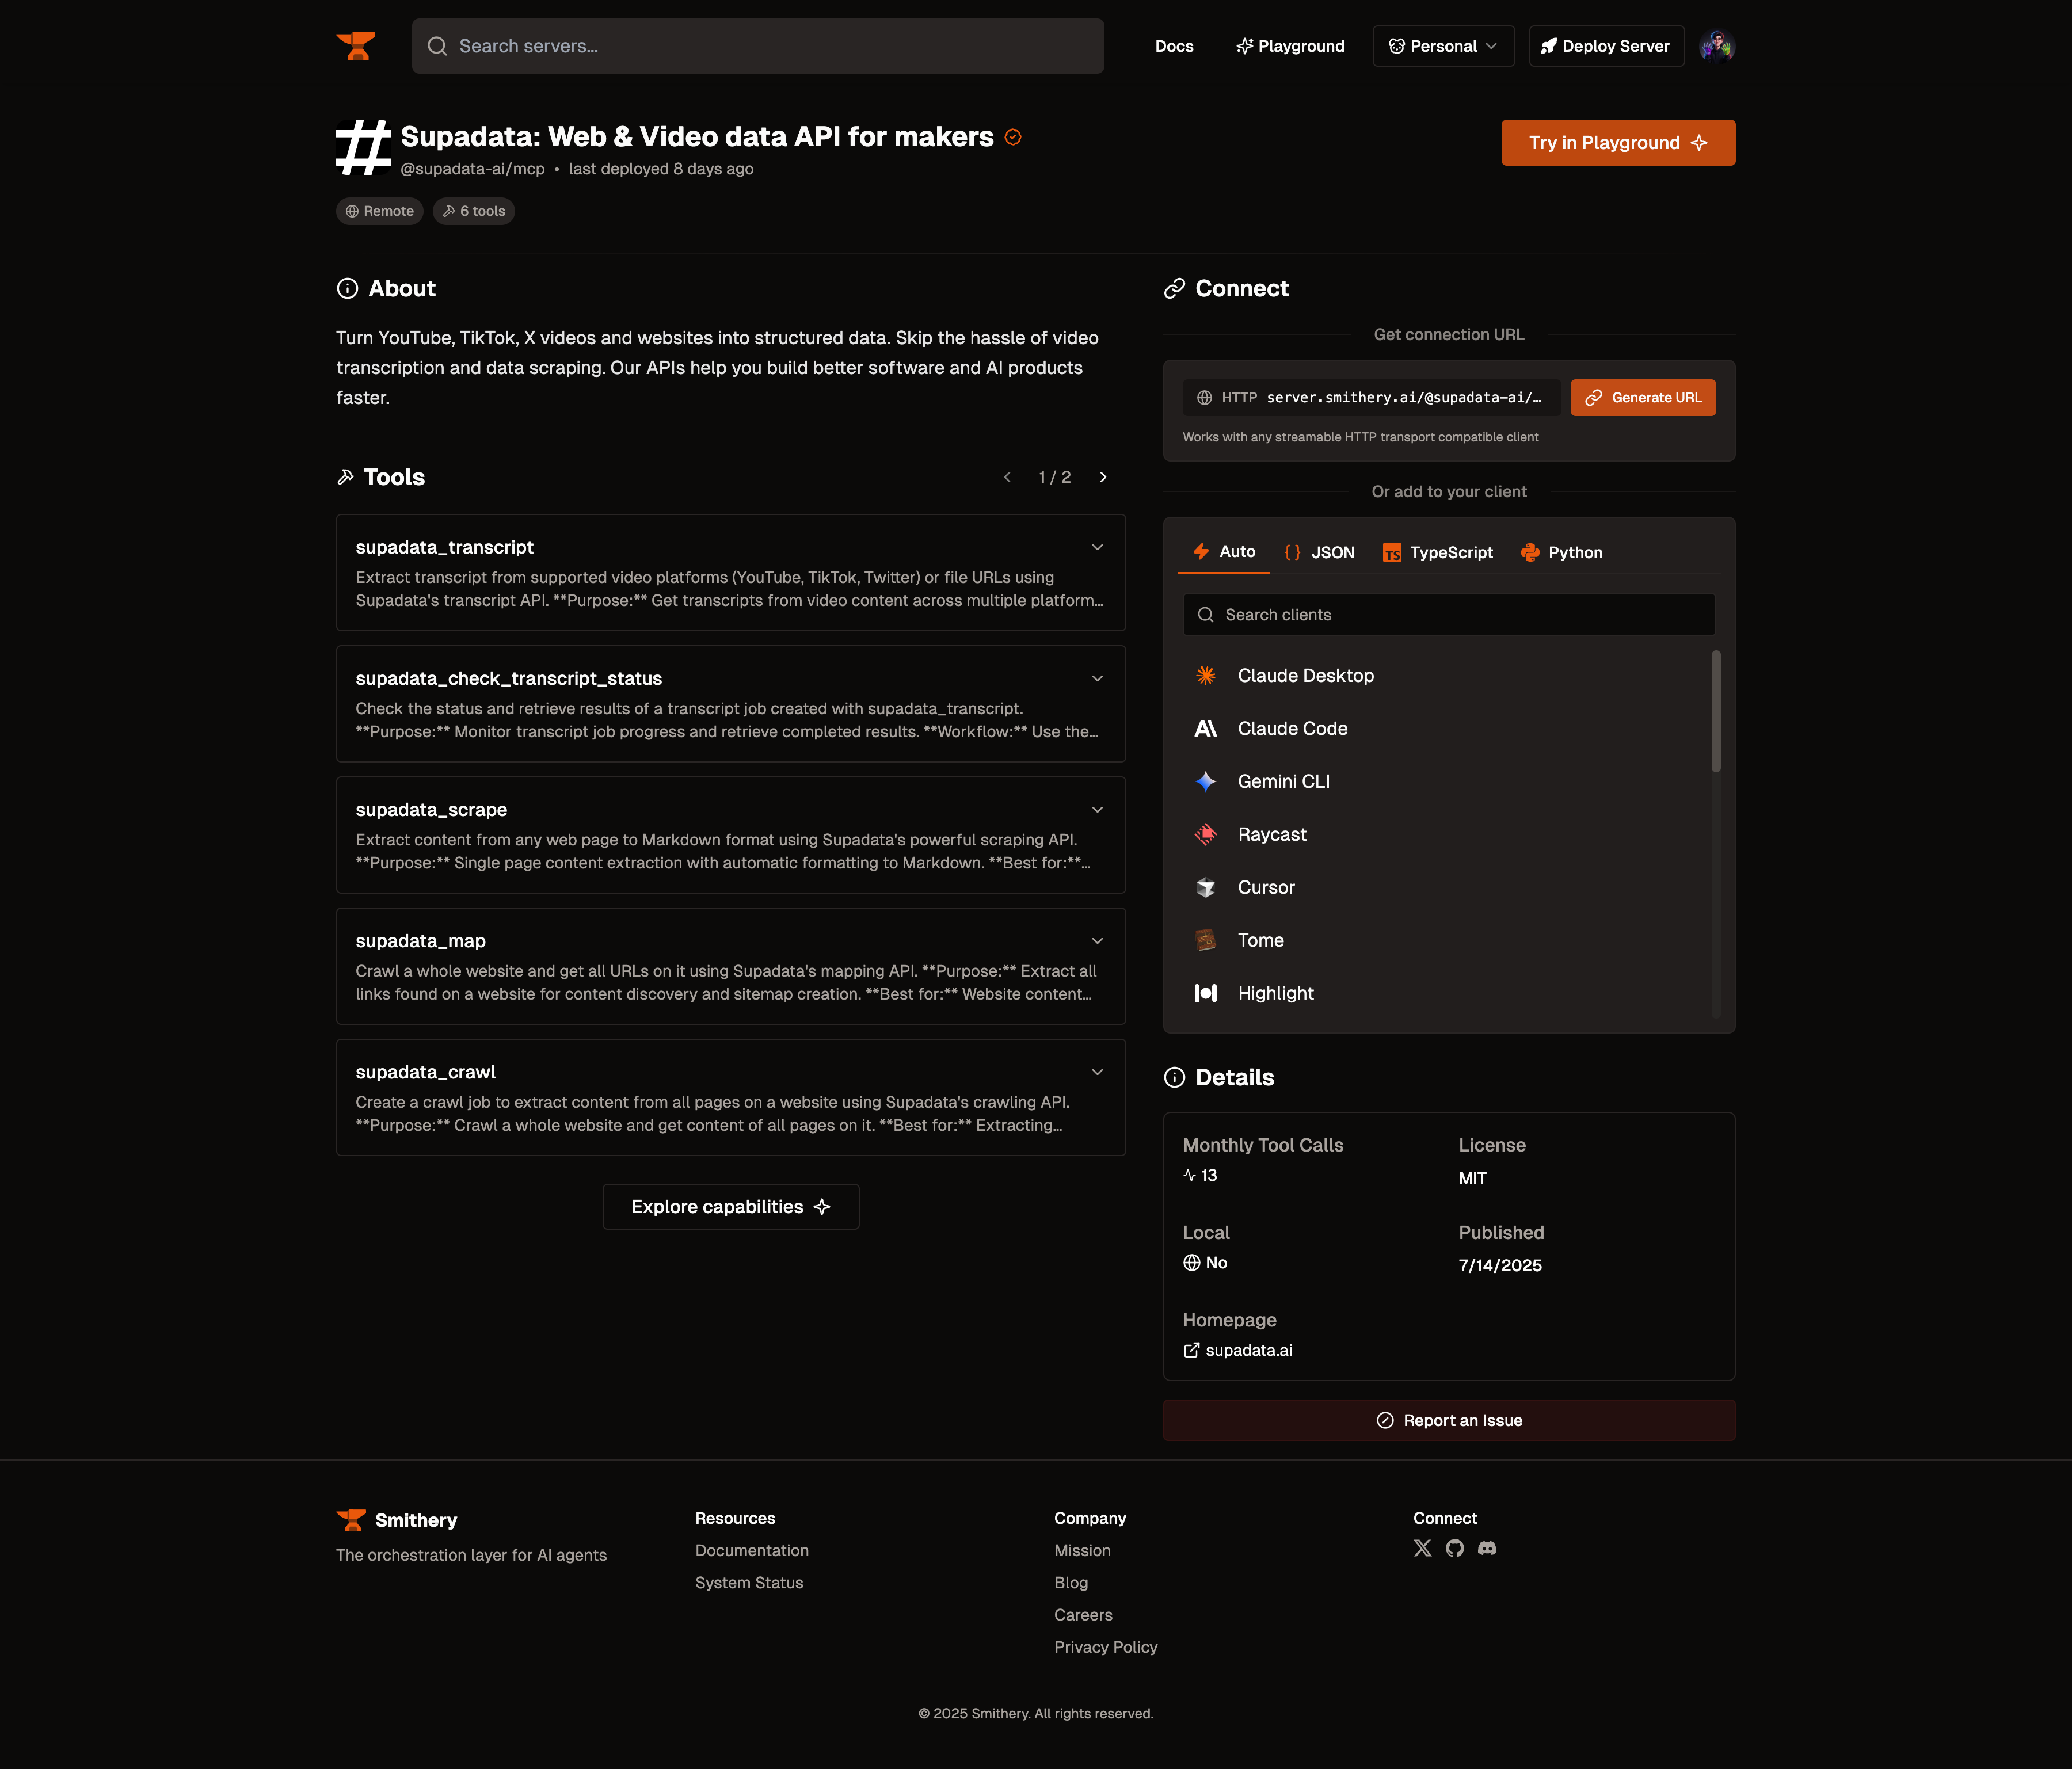 Search servers...
Docs
Playground
Personal
Deploy Server
Supadata: Web & Video data API for makers
@supadata-ai/mcp • last deployed 8 days ago
Try in Playground
Remote
6 tools
About
Turn YouTube, TikTok, X videos and websites into structured data. Skip the hassle of video
transcription and data scraping. Our APIs help you build better software and AI products
faster.
Tools
1 / 2
supadata_transcript
Extract transcript from supported video platforms (YouTube, TikTok, Twitter) or file URLs using
Supadata's transcript API. **Purpose:** Get transcripts from video content across multiple platform...
supadata_check_transcript_status
Check the status and retrieve results of a transcript job created with supadata_transcript.
**Purpose:** Monitor transcript job progress and retrieve completed results. **Workflow:** Use the...
supadata_scrape
Extract content from any web page to Markdown format using Supadata's powerful scraping API.
**Purpose:** Single page content extraction with automatic formatting to Markdown. **Best for:**...
supadata_map
Crawl a whole website and get all URLs on it using Supadata's mapping API. **Purpose:** Extract all
links found on a website for content discovery and sitemap creation. **Best for:** Website content...
supadata_crawl
Create a crawl job to extract content from all pages on a website using Supadata's crawling API.
**Purpose:** Crawl a whole website and get content of all pages on it. **Best for:** Extracting...
Explore capabilities
Connect
Get connection URL
HTTP server.smithery.ai/@supadata-ai/...
Generate URL
Works with any streamable HTTP transport compatible client
Or add to your client
Auto
{ } JSON
TS TypeScript
Python
Search clients
Claude Desktop
Claude Code
Gemini CLI
Raycast
Cursor
Tome
Highlight
Details
Monthly Tool Calls
13
License
MIT
Local
No
Published
7/14/2025
Homepage
supadata.ai
Report an Issue
Smithery
The orchestration layer for AI agents
Resources
Documentation
System Status
Company
Mission
Blog
Careers
Privacy Policy
Connect
© 2025 Smithery. All rights reserved.